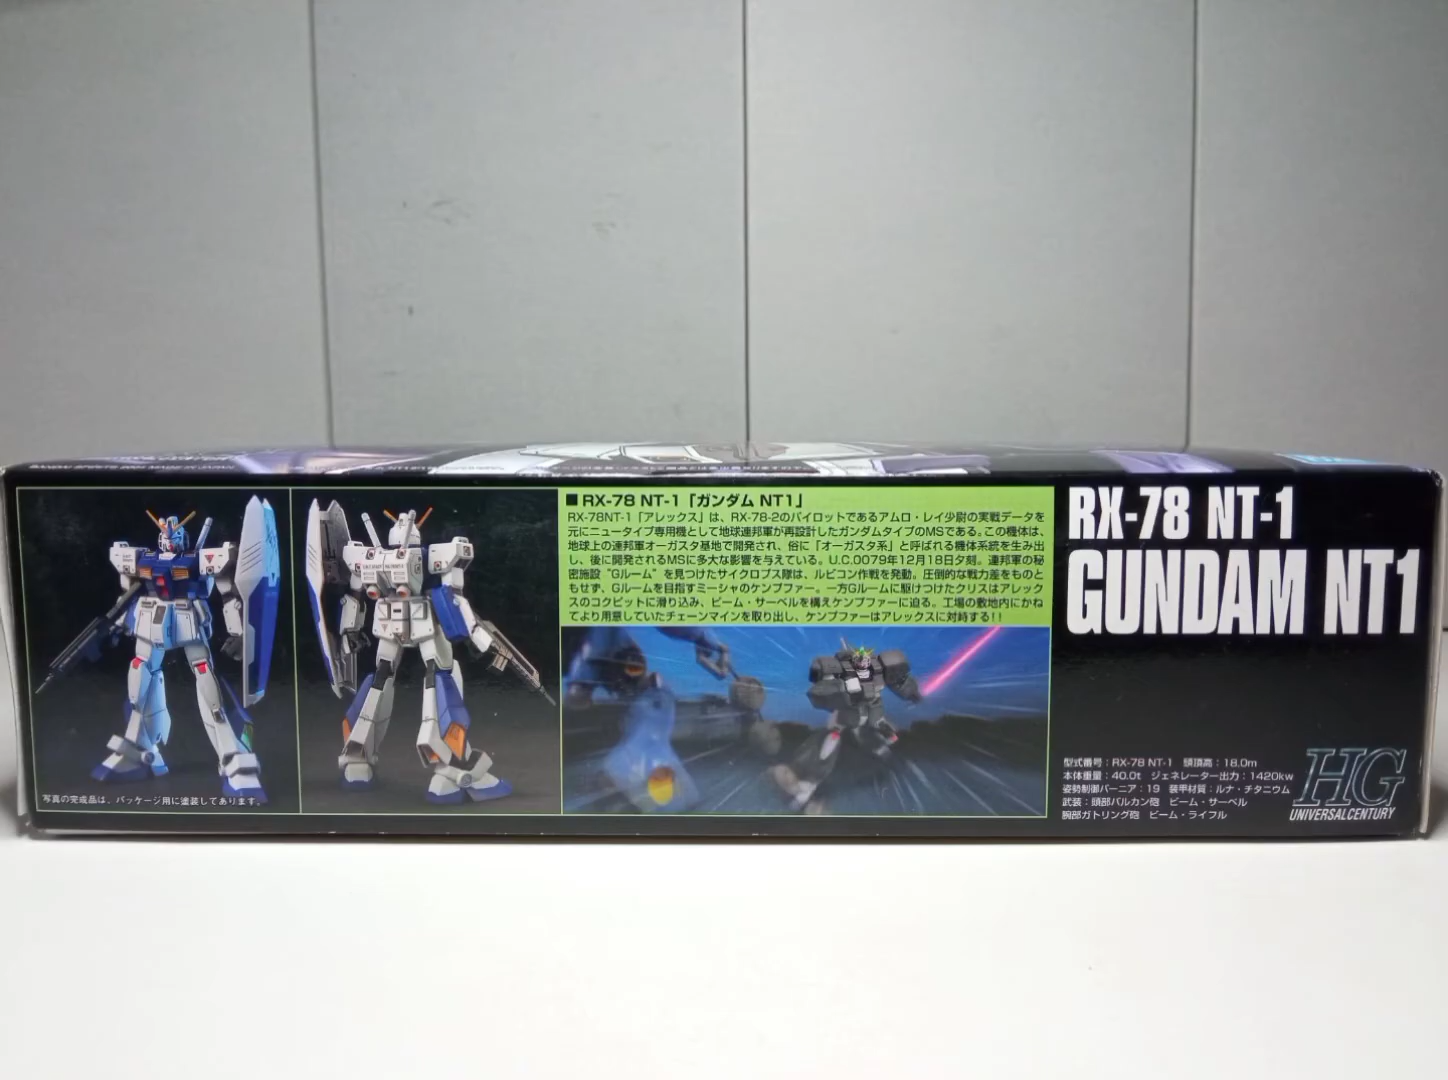 ■ RX-78 NT-1「ガンダム NT1」
RX-78NT-1「アレックス」は、RX-78-2のパイロットであるアムロ・レイ少尉の実戦データを
元にニュータイプ専用機として地球連邦軍が再設計したガンダムタイプのMSである。この機体は、
地球上の連邦軍オーガスタ基地で開発され、俗に「オーガスタ系」と呼ばれる機体系統を生み出
し、後に開発されるMSに多大な影響を与えている。U.C.0079年12月18日夕刻。連邦軍の秘
密施設“Gルーム”を見つけたサイクロプス隊は、ルビコン作戦を発動。圧倒的な戦力差をものと
もせず、Gルームを目指すミーシャのケンプファー。一方Gルームに駆けつけたクリスはアレック
スのコクピットに滑り込み、ビーム・サーベルを構えケンプファーに迫る。工場の敷地内にかね
てより用意していたチェーンマインを取り出し、ケンプファーはアレックスに対峙する!!
写真の完成品は、パッケージ用に塗装してあります。
RX-78 NT-1
GUNDAM NT1
型式番号：RX-78 NT-1 頭頂高：18.0m
本体重量：40.0t ジェネレーター出力：1420kw
姿勢制御バーニア：19 装甲材質：ルナ・チタニウム
武装：頭部バルカン砲 ビーム・サーベル
腕部ガトリング砲 ビーム・ライフル
HG
UNIVERSAL CENTURY